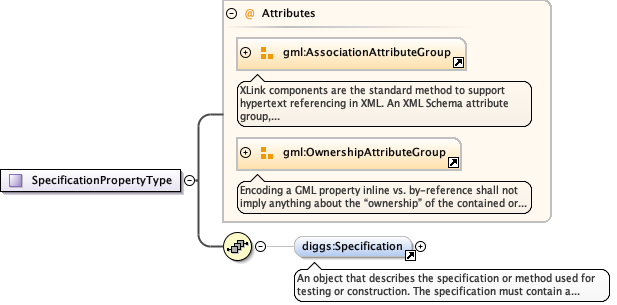 @ Attributes
gml:AssociationAttributeGroup
XLink components are the standard method to support
hypertext referencing in XML. An XML Schema attribute
group,...
gml:OwnershipAttributeGroup
Encoding a GML property inline vs. by-reference shall not
imply anything about the “ownership” of the contained or...
SpecificationPropertyType
diggs:Specification
An object that describes the specification or method used for
testing or construction. The specification must contain a...